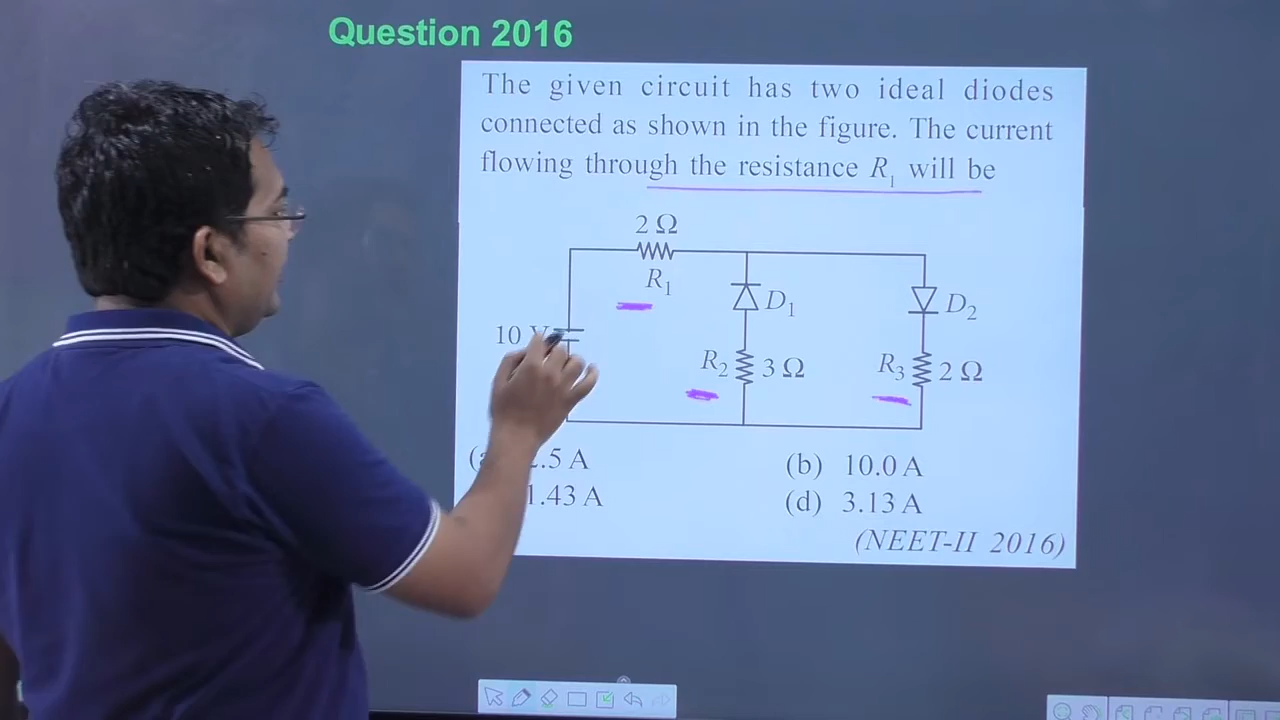 Question 2016
The given circuit has two ideal diodes
connected as shown in the figure. The current
flowing through the resistance R₁ will be
2 Ω
R₁
D₁
D₂
10 V
R₂ 3 Ω
R₃ 2 Ω
.5 A
(b) 10.0 A
1.43 A
(d) 3.13 A
(NEET-II 2016)